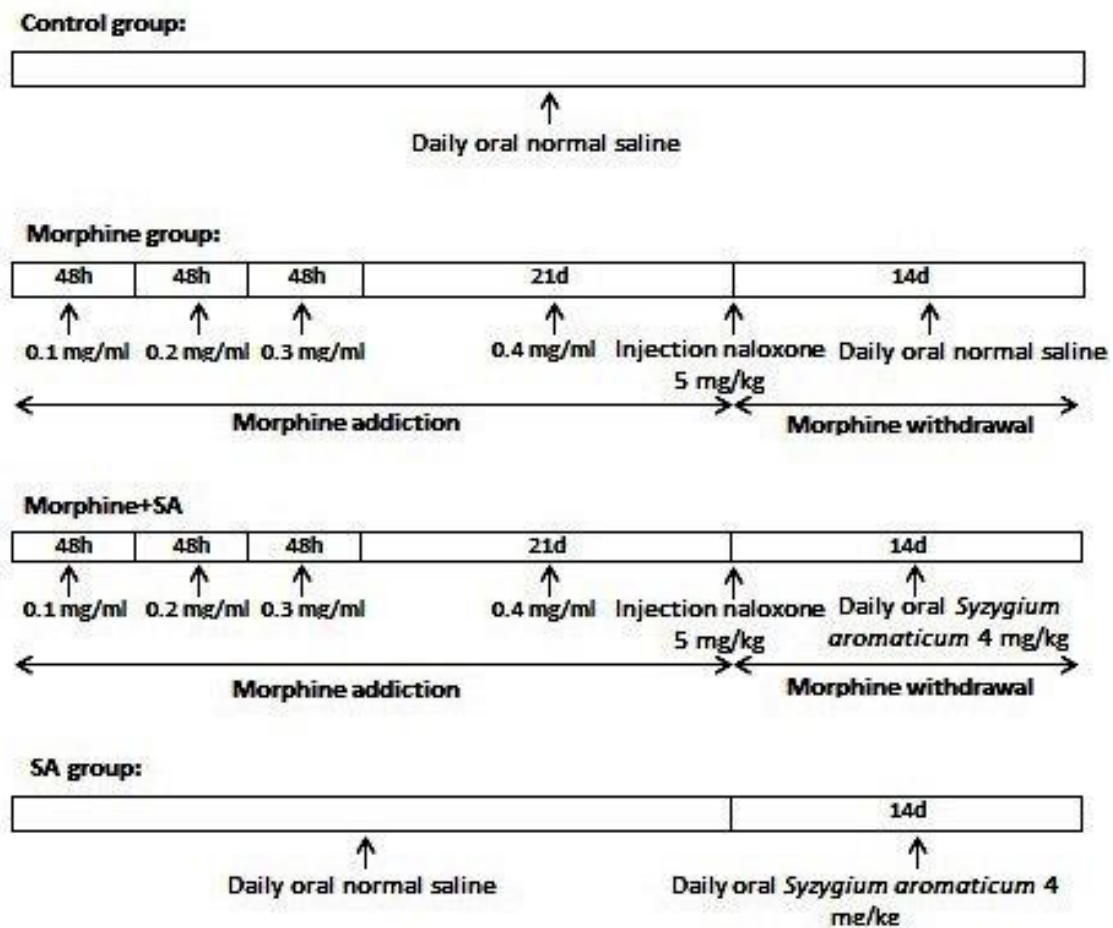 Control group:
Daily oral normal saline
Morphine group:
48h 48h 48h 21d 14d
0.1 mg/ml 0.2 mg/ml 0.3 mg/ml 0.4 mg/ml Injection naloxone Daily oral normal saline
5 mg/kg
Morphine addiction Morphine withdrawal
Morphine+SA
48h 48h 48h 21d 14d
0.1 mg/ml 0.2 mg/ml 0.3 mg/ml 0.4 mg/ml Injection naloxone Daily oral Syzygium
5 mg/kg aromaticum 4 mg/kg
Morphine addiction Morphine withdrawal
SA group:
14d
Daily oral normal saline Daily oral Syzygium aromaticum 4
mg/kg